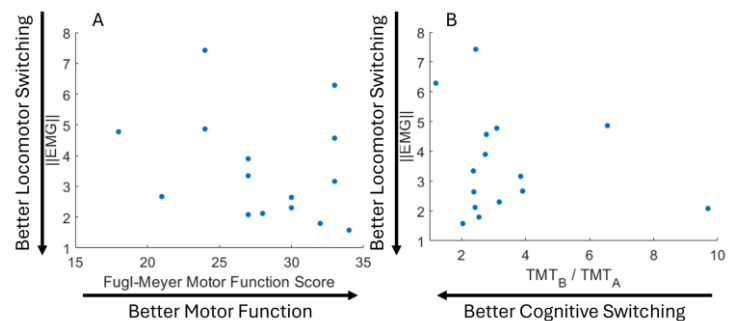 A
Better Locomotor Switching
||EMG||
8
7
6
5
4
3
2
1
15
20
25
30
35
Fugl-Meyer Motor Function Score
Better Motor Function
B
Better Locomotor Switching
||EMG||
8
7
6
5
4
3
2
1
2
4
6
8
10
TMT_B / TMT_A
Better Cognitive Switching